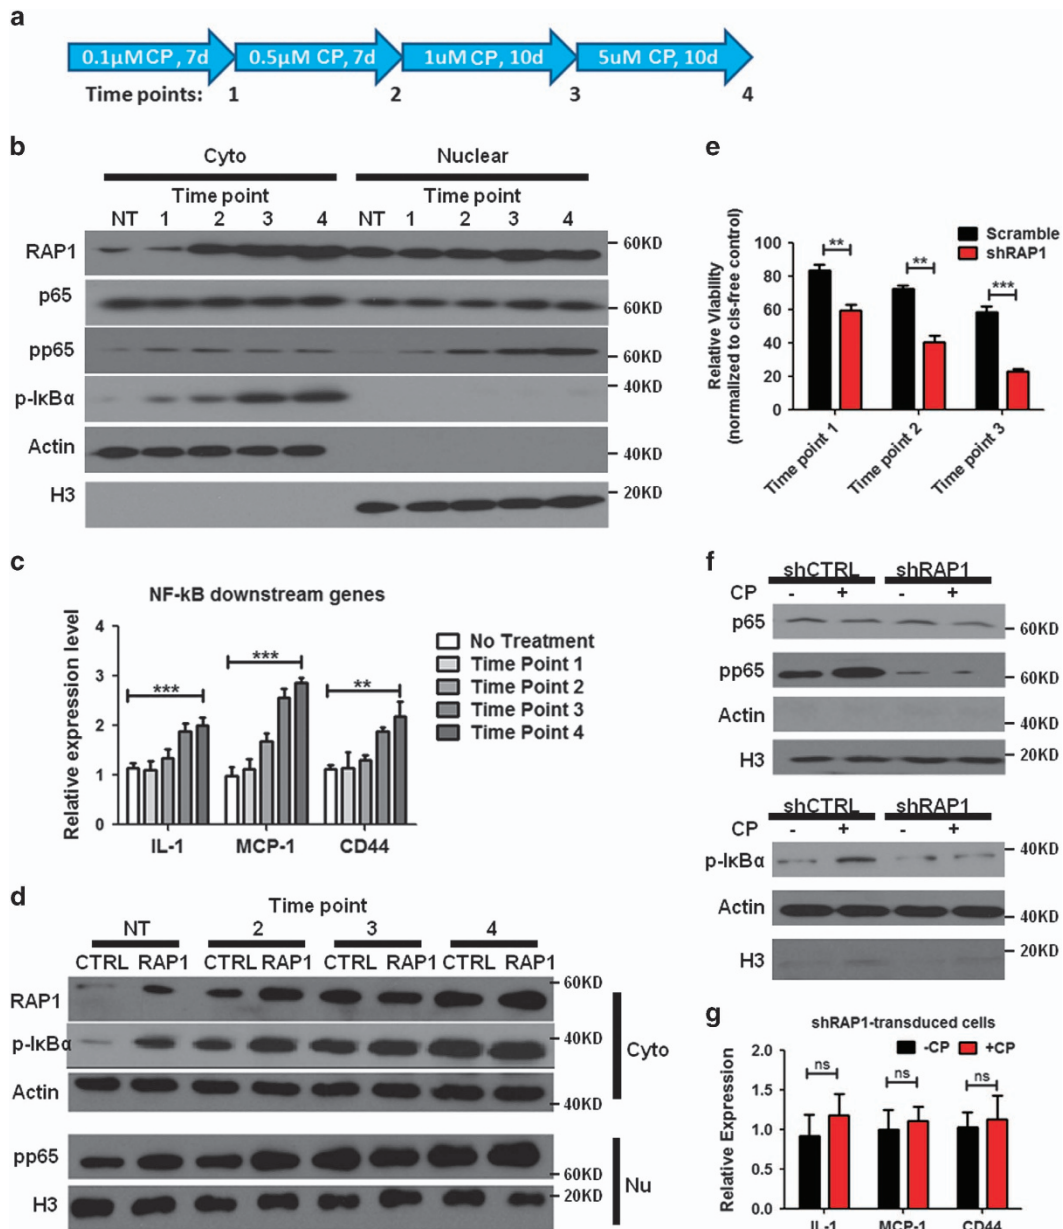 a
0.1µM CP, 7d 0.5µM CP, 7d 1uM CP, 10d 5uM CP, 10d
Time points: 1 2 3 4
b
Cyto Nuclear
Time point Time point
NT 1 2 3 4 NT 1 2 3 4
RAP1 60KD
p65 60KD
pp65 60KD
p-IκBα 40KD
Actin 40KD
H3 20KD
c
NF-kB downstream genes
Relative expression level
4
3
2
1
0
*** *** **
IL-1 MCP-1 CD44
No Treatment
Time Point 1
Time Point 2
Time Point 3
Time Point 4
d
Time point
NT 2 3 4
CTRL RAP1 CTRL RAP1 CTRL RAP1 CTRL RAP1
RAP1 60KD
p-IκBα 40KD
Actin 40KD
Cyto
pp65 60KD
H3 20KD
Nu
e
Scramble
shRAP1
Relative Viability
(normalized to cis-free control)
100
80
60
40
20
0
** ** ***
Time point 1 Time point 2 Time point 3
f
shCTRL shRAP1
CP - + - +
p65 60KD
pp65 60KD
Actin 40KD
H3 20KD
shCTRL shRAP1
CP - + - +
p-IκBα 40KD
Actin 40KD
H3 20KD
g
shRAP1-transduced cells
-CP +CP
Relative Expression
2.0
1.5
1.0
0.5
0.0
ns ns ns
IL-1 MCP-1 CD44